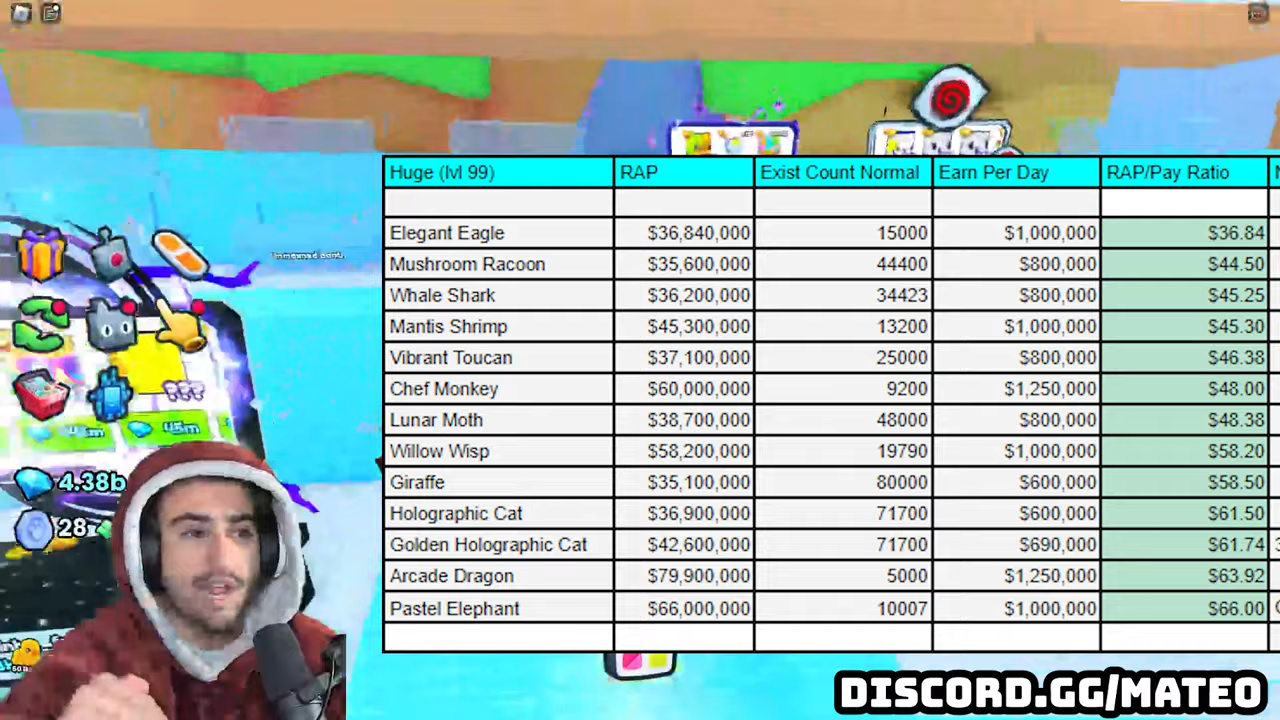 Huge (lvl 99) RAP Exist Count Normal Earn Per Day RAP/Pay Ratio
Elegant Eagle $36,840,000 15000 $1,000,000 $36.84
Mushroom Racoon $35,600,000 44400 $800,000 $44.50
Whale Shark $36,200,000 34423 $800,000 $45.25
Mantis Shrimp $45,300,000 13200 $1,000,000 $45.30
Vibrant Toucan $37,100,000 25000 $800,000 $46.38
Chef Monkey $60,000,000 9200 $1,250,000 $48.00
Lunar Moth $38,700,000 48000 $800,000 $48.38
Willow Wisp $58,200,000 19790 $1,000,000 $58.20
Giraffe $35,100,000 80000 $600,000 $58.50
Holographic Cat $36,900,000 71700 $600,000 $61.50
Golden Holographic Cat $42,600,000 71700 $690,000 $61.74
Arcade Dragon $79,900,000 5000 $1,250,000 $63.92
Pastel Elephant $66,000,000 10007 $1,000,000 $66.00
45m
4.38b
28
DISCORD.GG/MATEO